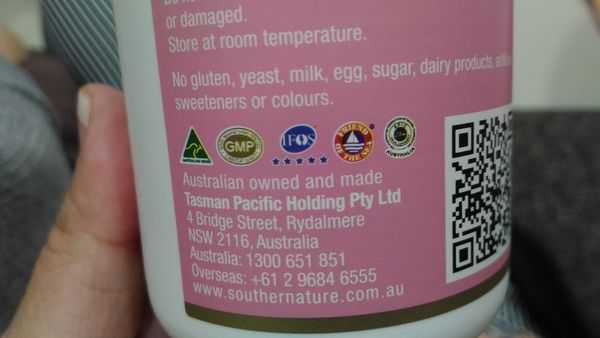 or damaged.
Store at room temperature.
No gluten, yeast, milk, egg, sugar, dairy products,
sweeteners or colours.
GMP
IFOS
FRIEND OF THE SEA
Australian owned and made
Tasman Pacific Holding Pty Ltd
4 Bridge Street, Rydalmere
NSW 2116, Australia
Australia: 1300 651 851
Overseas: +61 2 9684 6555
www.southernature.com.au